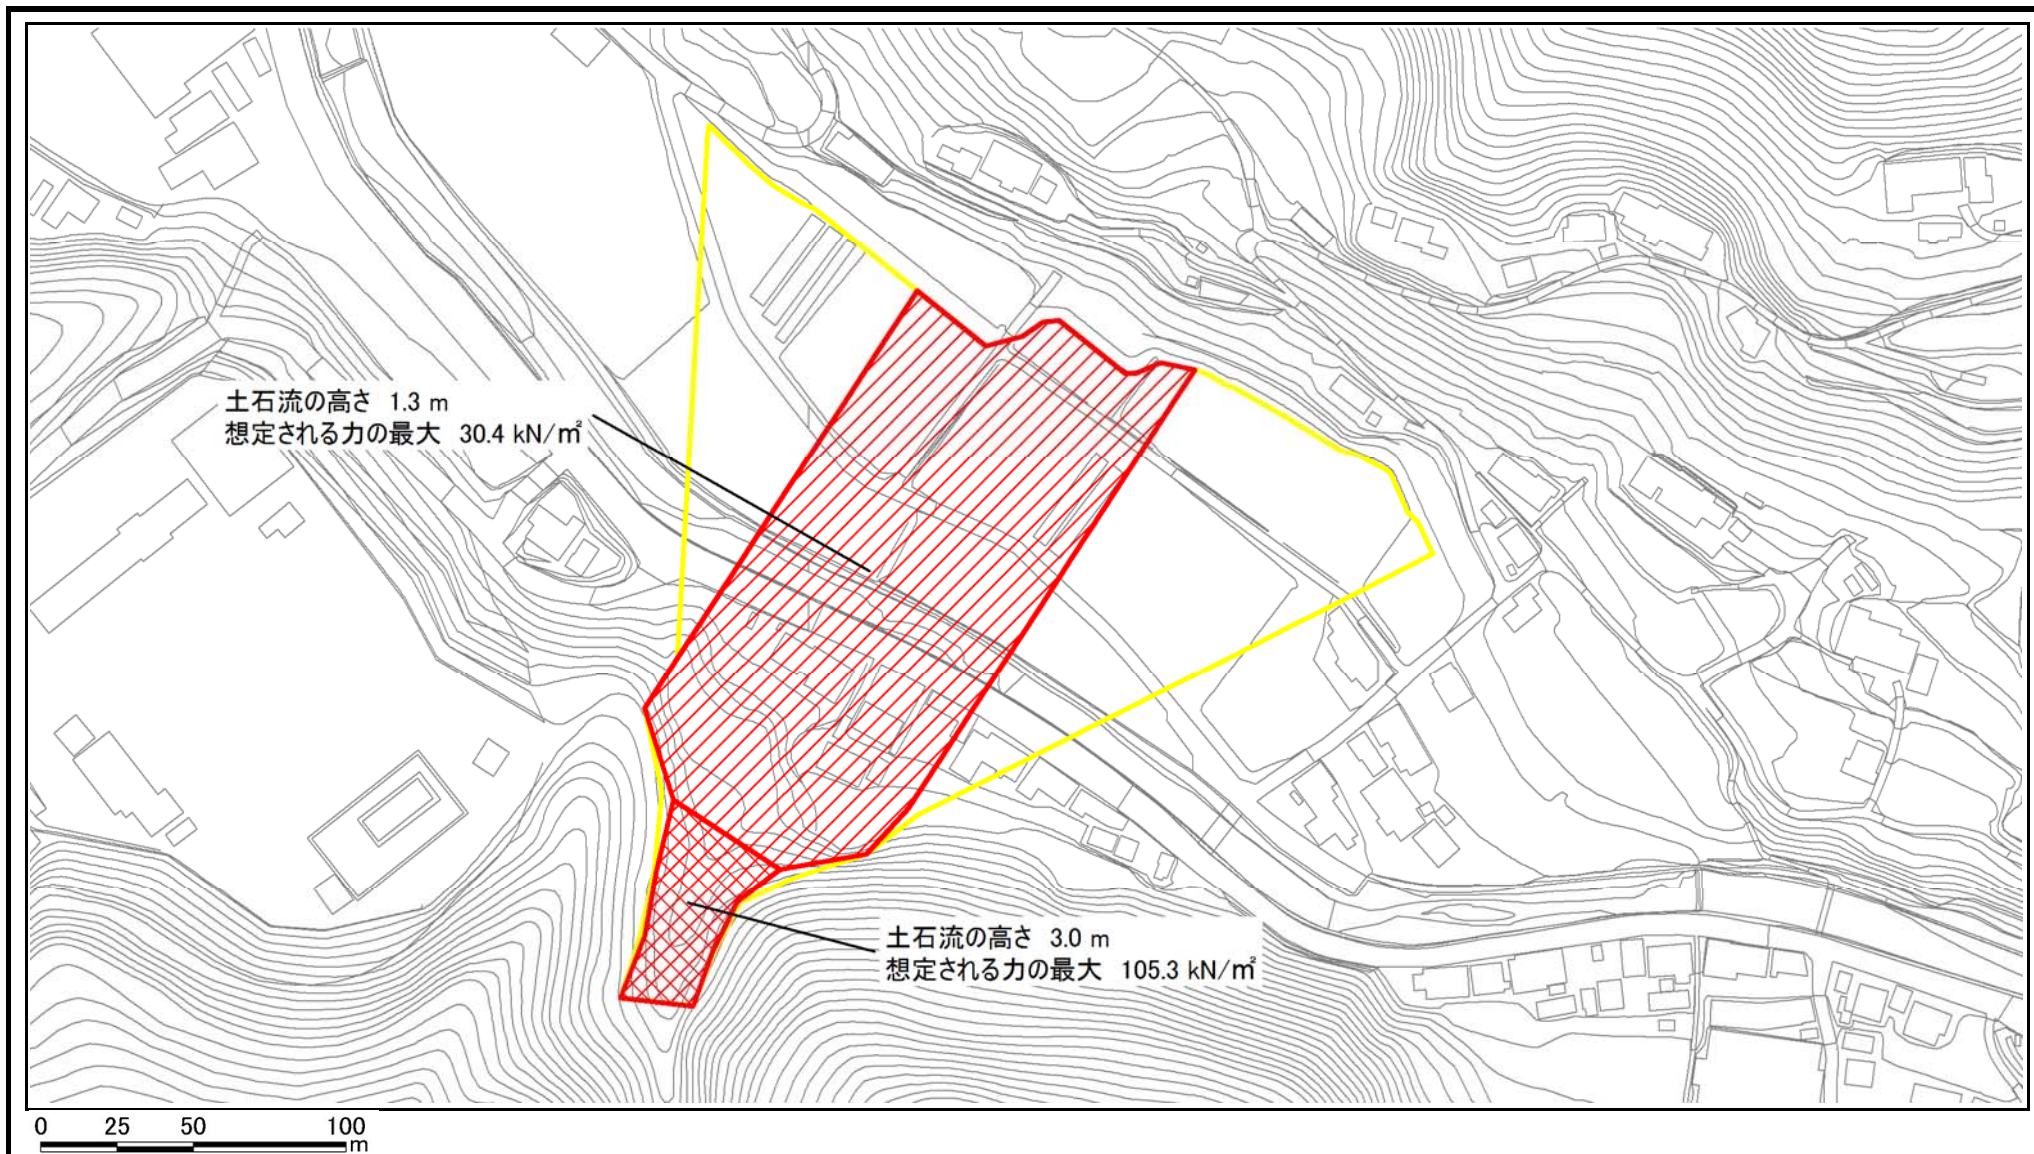 土石流の高さ 1.3 m
想定される力の最大 30.4 kN/㎡
土石流の高さ 3.0 m
想定される力の最大 105.3 kN/㎡
0 25 50 100
m